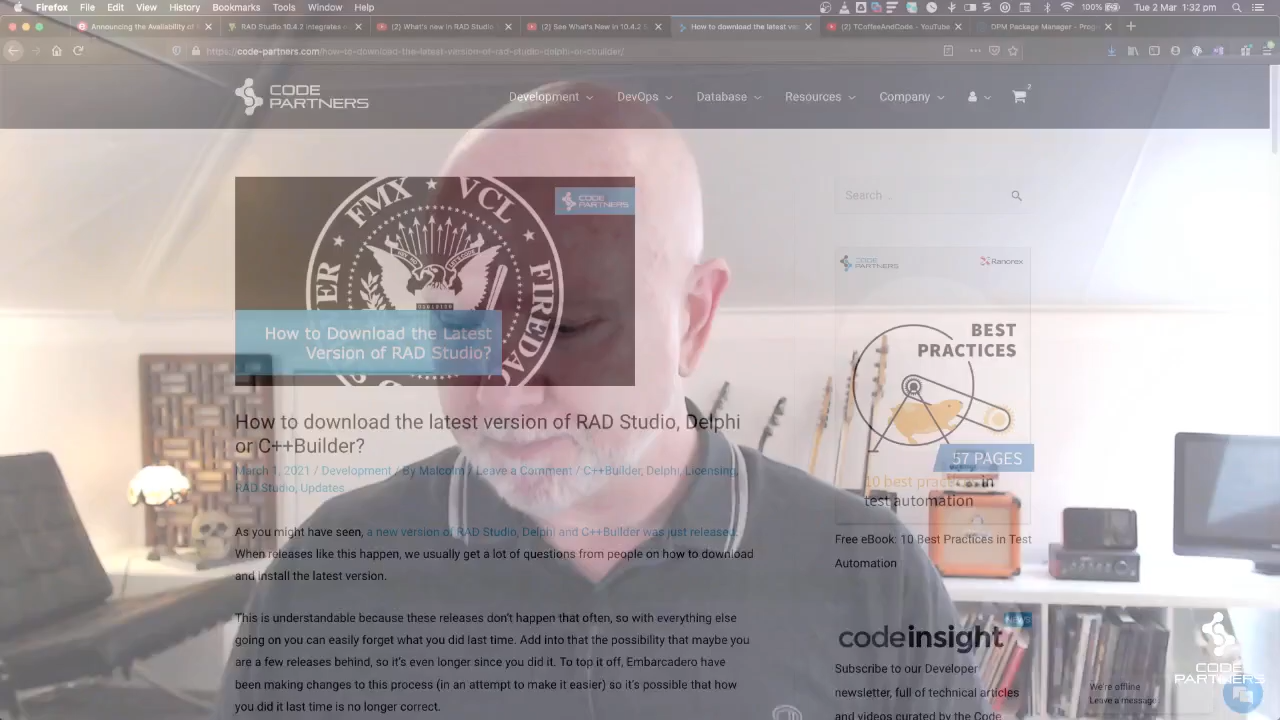 Firefox File Edit View History Bookmarks Tools Window Help
100% Tue 2 Mar 1:32 pm
Announcing the Availability of
RAD Studio 10.4.2 integrates
(2) What's new in RAD Studio
(2) See What's New in 10.4.2 S
How to download the latest ve
(2) TCoffeeAndCode - YouTube
DPM Package Manager - Prog
https://code-partners.com/how-to-download-the-latest-version-of-rad-studio-delphi-or-cbuilder/
CODE
PARTNERS
Development DevOps Database Resources Company
2
FMX ★ VCL
FIREDAC
CODE
PARTNERS
How to Download the Latest
Version of RAD Studio?
How to download the latest version of RAD Studio, Delphi
or C++Builder?
March 1, 2021 / Development / By Malcolm / Leave a Comment / C++Builder, Delphi, Licensing,
RAD Studio, Updates
As you might have seen, a new version of RAD Studio, Delphi and C++Builder was just released.
When releases like this happen, we usually get a lot of questions from people on how to download
and install the latest version.
This is understandable because these releases don't happen that often, so with everything else
going on you can easily forget what you did last time. Add into that the possibility that maybe you
are a few releases behind, so it's even longer since you did it. To top it off, Embarcadero have
been making changes to this process (in an attempt to make it easier) so it's possible that how
you did it last time is no longer correct.
Search ...
CODE
PARTNERS
Ranorex
BEST
PRACTICES
57 PAGES
10 best practices in
test automation
Free eBook: 10 Best Practices in Test
Automation
NEWS
codeinsight
Subscribe to our Developer
newsletter, full of technical articles
and videos curated by the Code
We're offline
Leave a message
CODE
PARTNERS